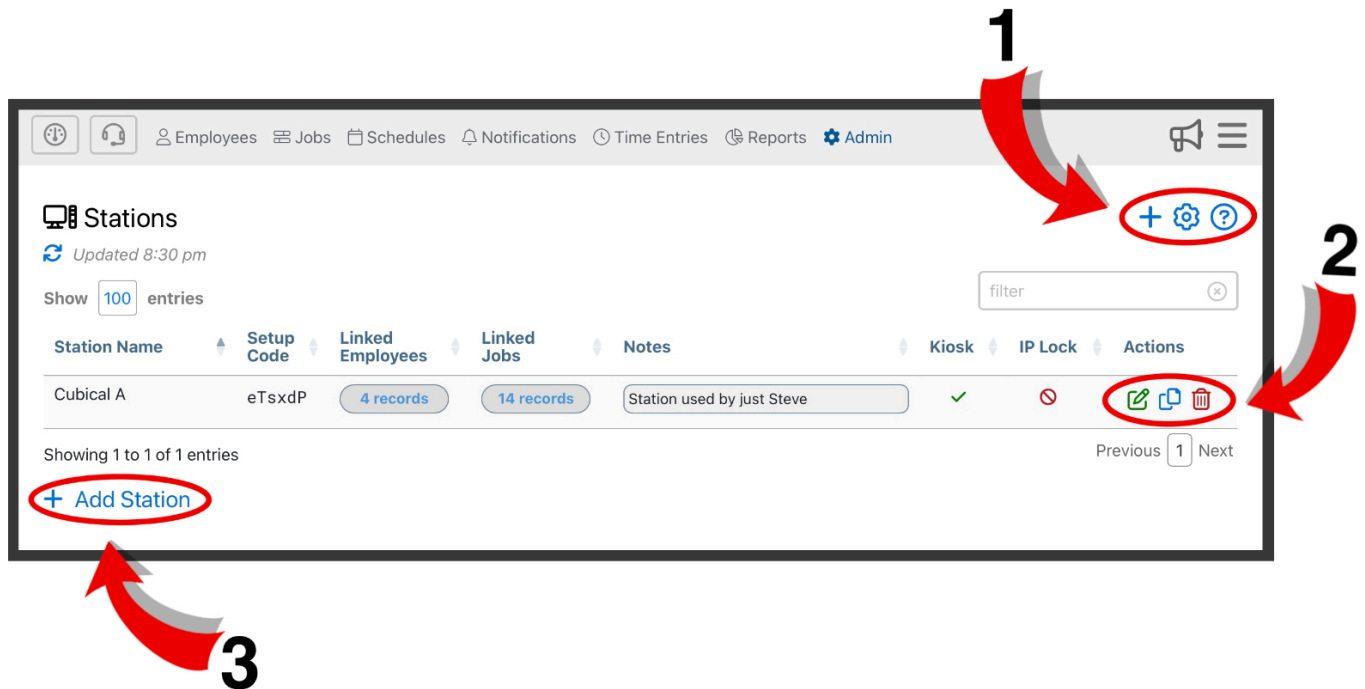 1
Employees Jobs Schedules Notifications Time Entries Reports Admin
Stations
Updated 8:30 pm
2
Show 100 entries
filter
Station Name Setup Code Linked Employees Linked Jobs Notes Kiosk IP Lock Actions
Cubical A eTsxdP 4 records 14 records Station used by just Steve
Showing 1 to 1 of 1 entries
Previous 1 Next
+ Add Station
3